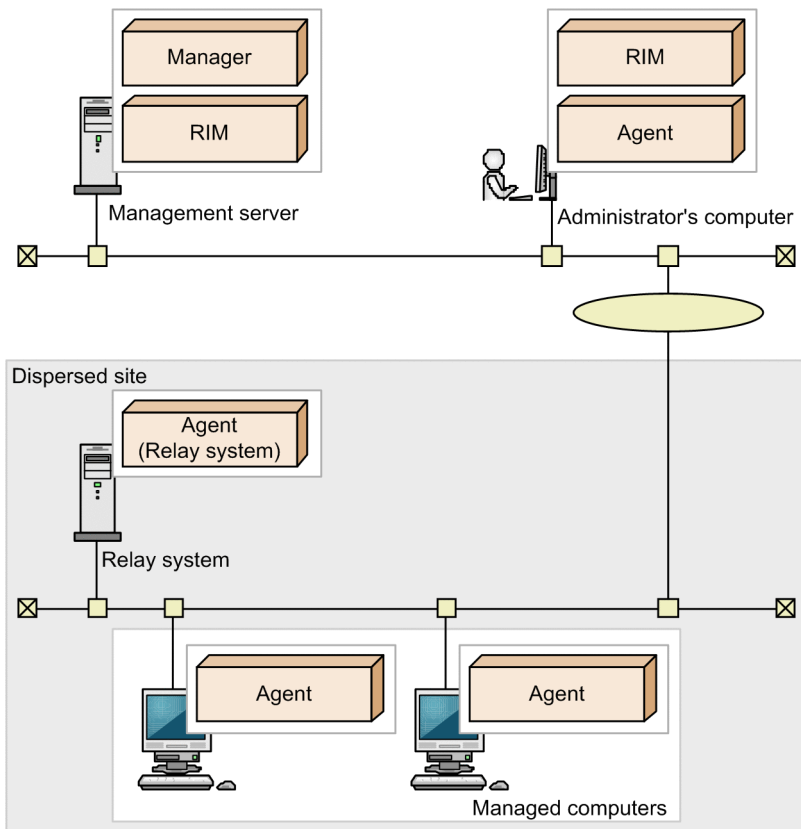 Manager
RIM
Management server
RIM
Agent
Administrator's computer
Dispersed site
Agent
(Relay system)
Relay system
Agent
Agent
Managed computers